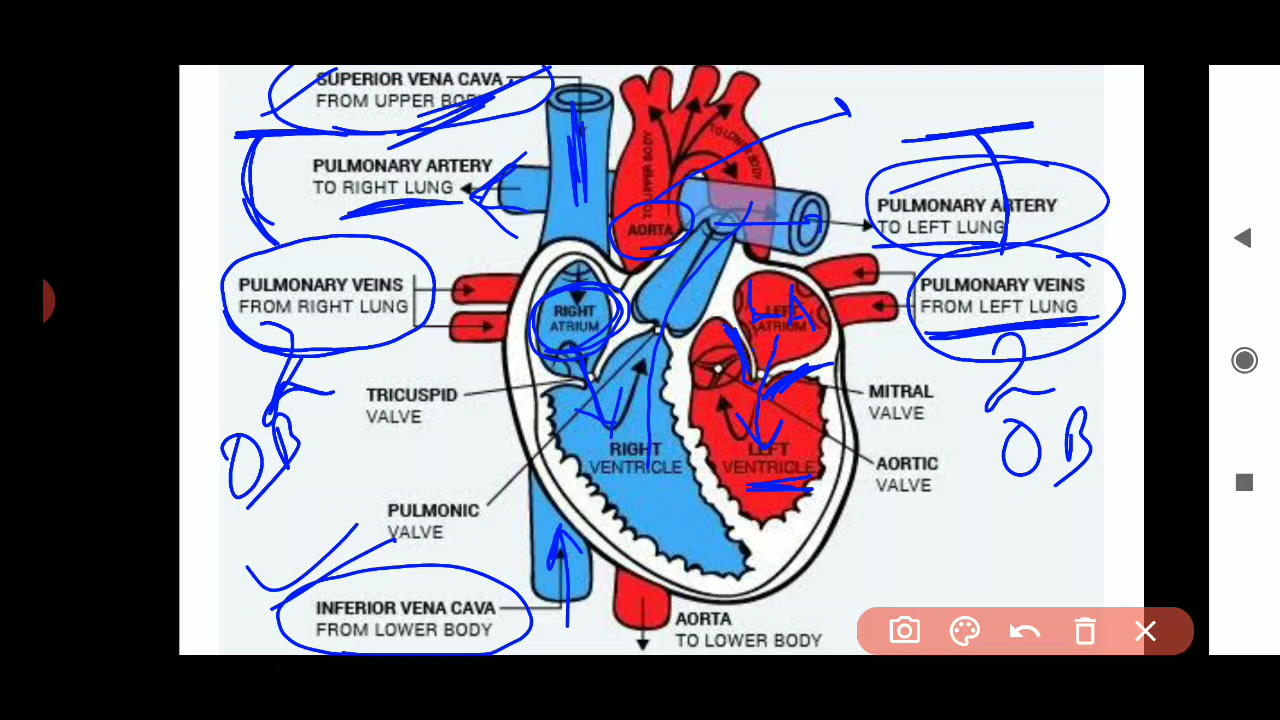 SUPERIOR VENA CAVA
FROM UPPER BODY
PULMONARY ARTERY
TO RIGHT LUNG
TO UPPER BODY
TO LOWER BODY
AORTA
PULMONARY ARTERY
TO LEFT LUNG
PULMONARY VEINS
FROM RIGHT LUNG
PULMONARY VEINS
FROM LEFT LUNG
RIGHT
ATRIUM
LEFT
ATRIUM
2
OB
OB
TRICUSPID
VALVE
MITRAL
VALVE
RIGHT
VENTRICLE
LEFT
VENTRICLE
AORTIC
VALVE
PULMONIC
VALVE
INFERIOR VENA CAVA
FROM LOWER BODY
AORTA
TO LOWER BODY